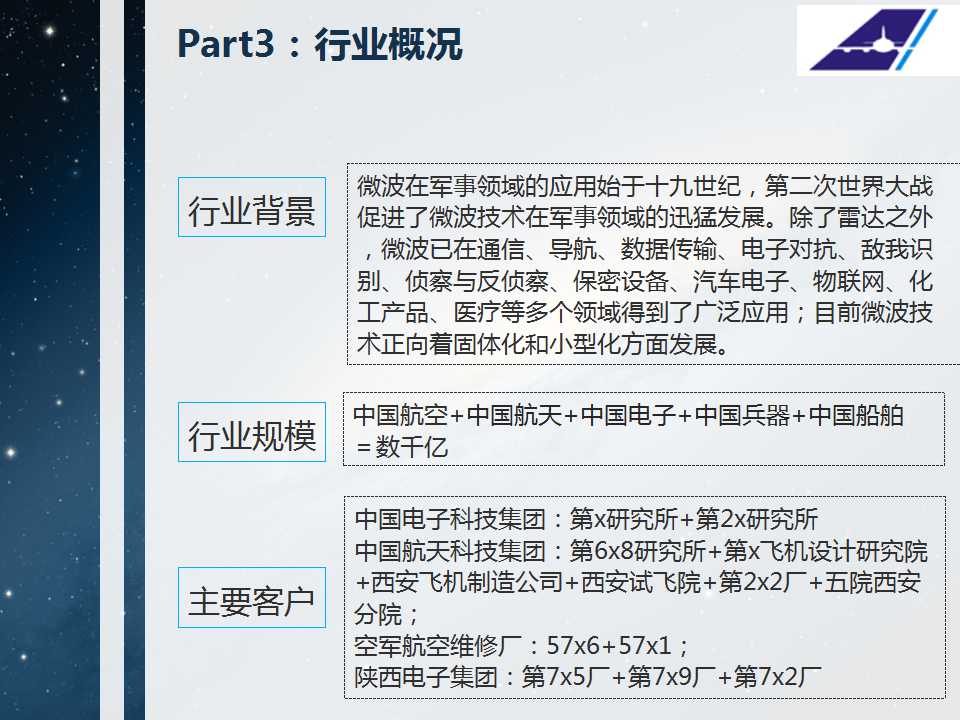 Part3：行业概况
行业背景
微波在军事领域的应用始于十九世纪，第二次世界大战
促进了微波技术在军事领域的迅猛发展。除了雷达之外
，微波已在通信、导航、数据传输、电子对抗、敌我识
别、侦察与反侦察、保密设备、汽车电子、物联网、化
工产品、医疗等多个领域得到了广泛应用；目前微波技
术正向着固体化和小型化方面发展。
行业规模
中国航空+中国航天+中国电子+中国兵器+中国船舶
＝数千亿
主要客户
中国电子科技集团：第x研究所+第2x研究所
中国航天科技集团：第6x8研究所+第x飞机设计研究院
+西安飞机制造公司+西安试飞院+第2x2厂+五院西安
分院；
空军航空维修厂：57x6+57x1；
陕西电子集团：第7x5厂+第7x9厂+第7x2厂